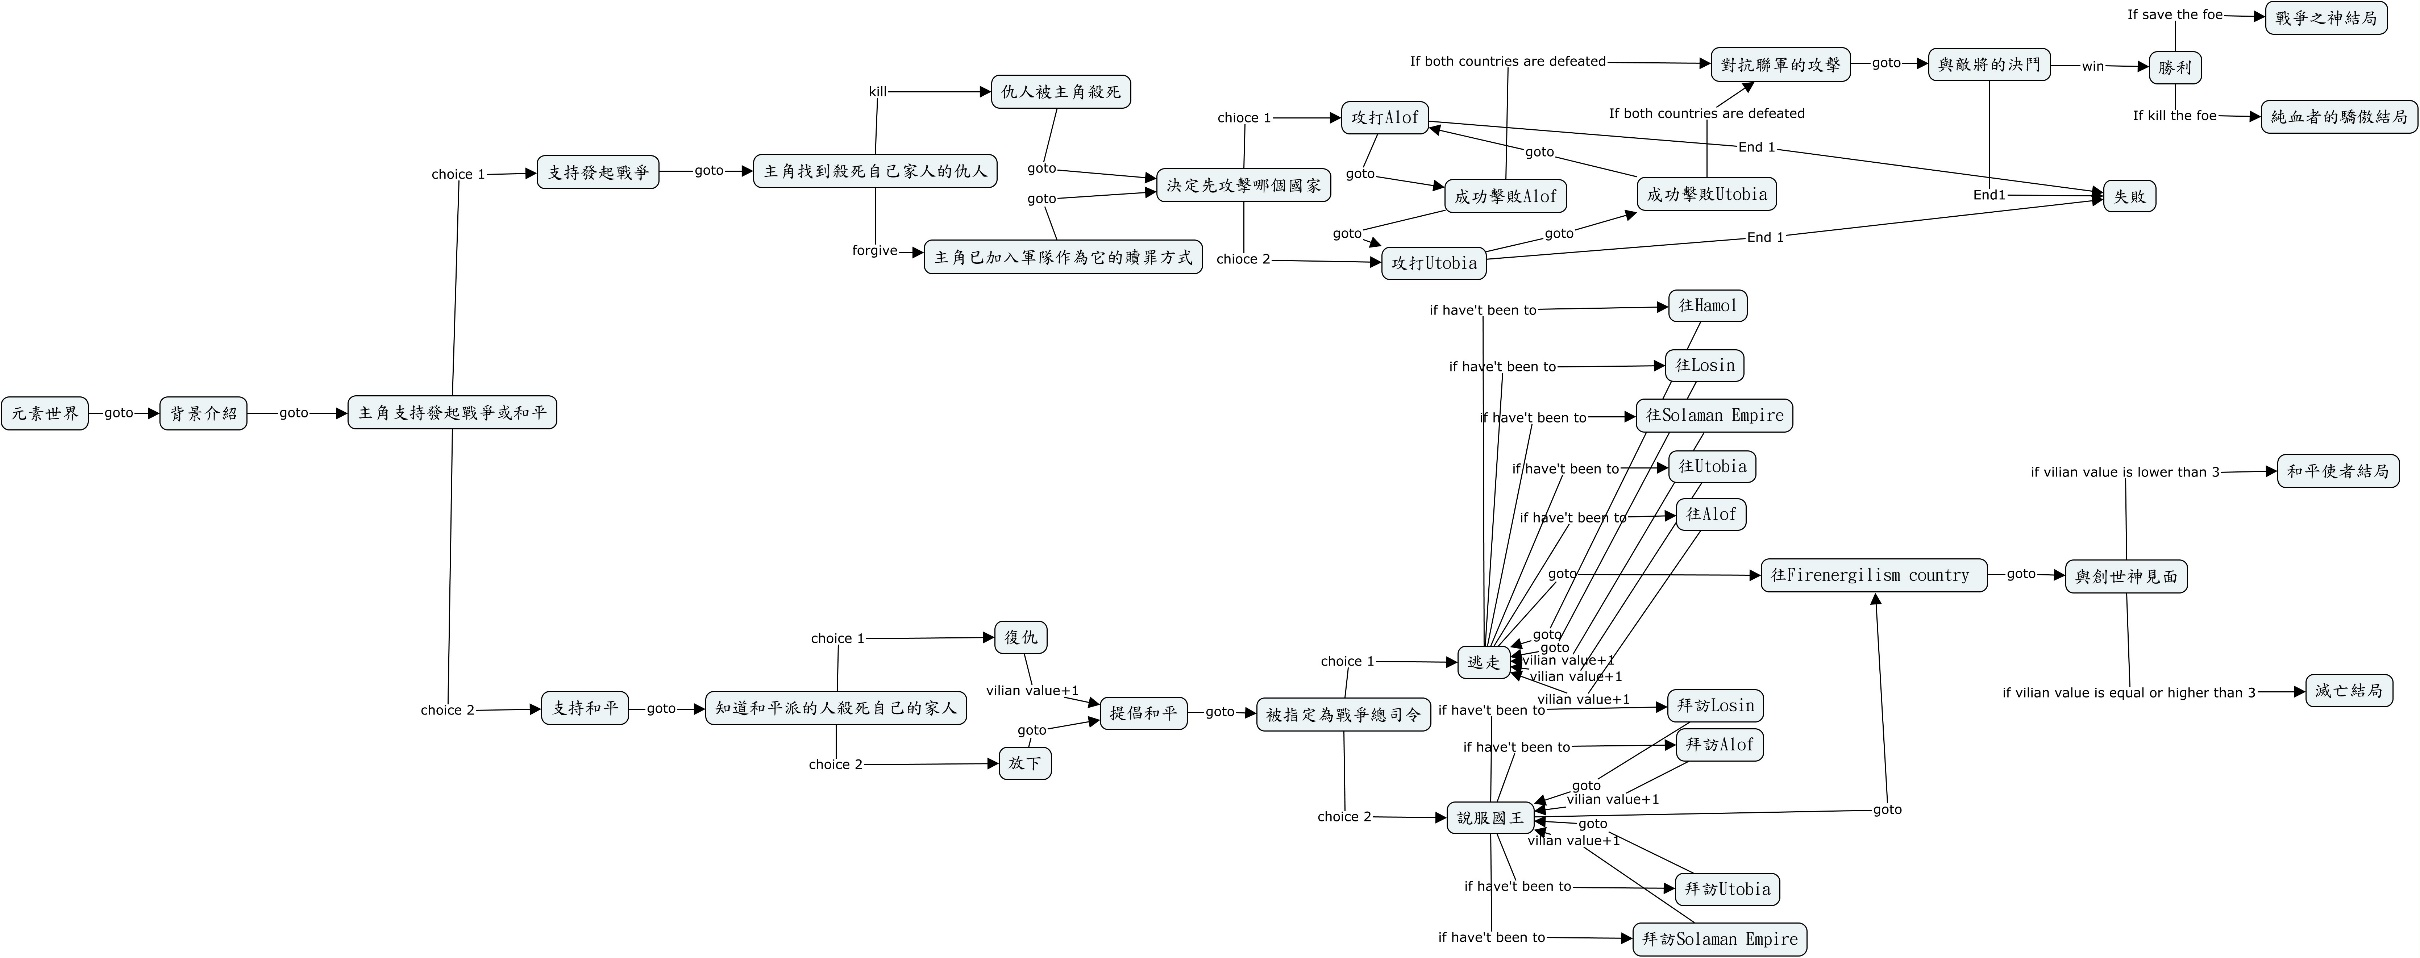 If save the foe
戰爭之神結局
If both countries are defeated
對抗聯軍的攻擊
goto
與敵將的決鬥
win
勝利
kill
仇人被主角殺死
chioce 1
攻打Alof
If both countries are defeated
If kill the foe
純血者的驕傲結局
goto
End 1
choice 1
支持發起戰爭
goto
主角找到殺死自己家人的仇人
goto
goto
決定先攻擊哪個國家
goto
成功擊敗Alof
成功擊敗Utobia
End1
失敗
forgive
主角已加入軍隊作為它的贖罪方式
chioce 2
goto
攻打Utobia
goto
End 1
if have't been to
往Hamol
if have't been to
往Losin
元素世界
goto
背景介紹
goto
主角支持發起戰爭或和平
if have't been to
往Solaman Empire
if have't been to
往Utobia
if vilian value is lower than 3
和平使者結局
if have't been to
往Alof
goto
往Firenergilism country
goto
與創世神見面
choice 1
復仇
goto
goto
choice 1
逃走
vilian value+1
vilian value+1
vilian value+1
vilian value+1
if vilian value is equal or higher than 3
滅亡結局
choice 2
支持和平
goto
知道和平派的人殺死自己的家人
提倡和平
goto
被指定為戰爭總司令
if have't been to
拜訪Losin
goto
if have't been to
拜訪Alof
choice 2
放下
goto
vilian value+1
choice 2
說服國王
goto
goto
vilian value+1
if have't been to
拜訪Utobia
if have't been to
拜訪Solaman Empire